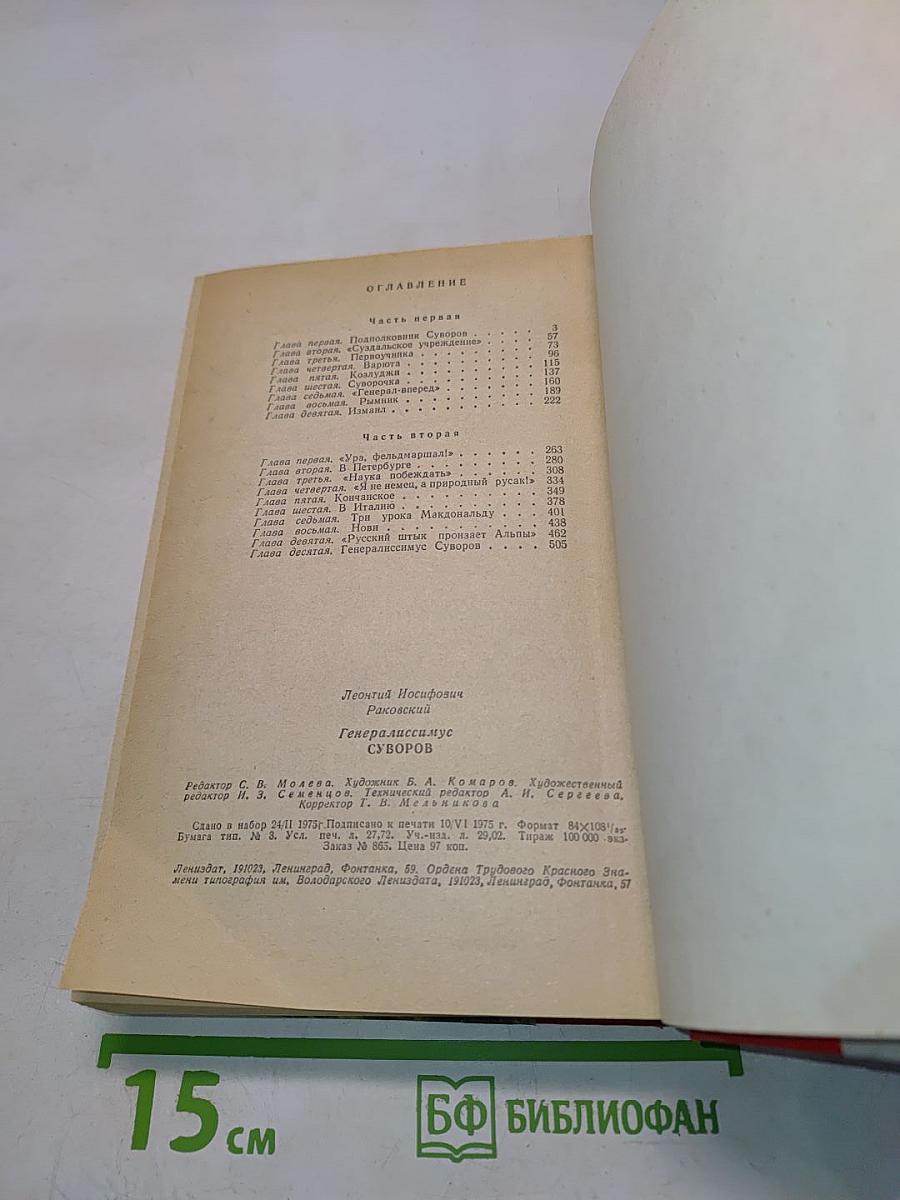 ОГЛАВЛЕНИЕ
Часть первая
Глава первая. Подполковник Суворов . . . . . 3
Глава вторая. «Суздальское учреждение» . . . . 57
Глава третья. Первоучинка . . . . . . . . 73
Глава четвертая. Варюта . . . . . . . . . 96
Глава пятая. Козлуджи . . . . . . . . . 115
Глава шестая. Суворочка . . . . . . . . . 137
Глава седьмая. «Генерал-вперед» . . . . . . 160
Глава восьмая. Рымник . . . . . . . . . 189
Глава девятая. Измаил . . . . . . . . . . 222
Часть вторая
Глава первая. «Ура, фельдмаршал!» . . . . . . 263
Глава вторая. В Петербурге . . . . . . . . 280
Глава третья. «Наука побеждать» . . . . . . 308
Глава четвертая. «Я не немец, а природный русак!» 334
Глава пятая. Кончанское . . . . . . . . . 349
Глава шестая. В Италию . . . . . . . . . 378
Глава седьмая. Три урока Макдональду . . . 401
Глава восьмая. Нови . . . . . . . . . . 438
Глава девятая. «Русский штык пронзает Альпы» 462
Глава десятая. Генералиссимус Суворов . . . . 505
Леонтий Иосифович
Раковский
Генералиссимус
СУВОРОВ
Редактор С. В. Молева. Художник Б. А. Комаров. Художественный
редактор И. З. Семенцов. Технический редактор А. И. Сергеева.
Корректор Т. В. Мельникова
Сдано в набор 24/II 1975г. Подписано к печати 10/VI 1975 г. Формат 84×108¹/₃₂.
Бумага тип. № 3. Усл. печ. л. 27,72. Уч.-изд. л. 29,02. Тираж 100 000 экз.
Заказ № 865. Цена 97 коп.
Лениздат, 191023, Ленинград, Фонтанка, 59. Ордена Трудового Красного Зна-
мени типография им. Володарского Лениздата, 191023, Ленинград, Фонтанка, 57
15 см
БФ БИБЛИОФАН